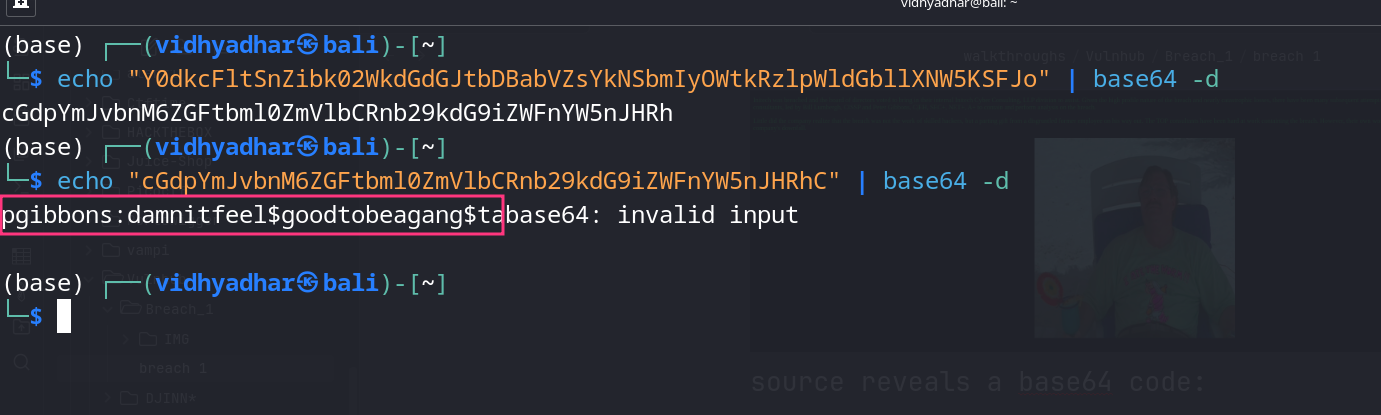 vidhyadhar@bali: ~
(base) ┌──(vidhyadhar㉿bali)-[~]
walkthroughs / Vulnhub / Breach_1 / breach 1
└─$ echo "Y0dkcFltSnZibk02WkdGdGJtbDBabVZsYkNSbmIyOWtkRzlpWldGbllXNW5KSFJo" | base64 -d
cGdpYmJvbnM6ZGFtbml0ZmVlbCRnb29kdG9iZWFnYW5nJHRh
HACKTHEBOX
(base) ┌──(vidhyadhar㉿bali)-[~]
Juice-Shop
└─$ echo "cGdpYmJvbnM6ZGFtbml0ZmVlbCRnb29kdG9iZWFnYW5nJHRhC" | base64 -d
pgibbons:damnitfeel$goodtobeagang$tabase64: invalid input
vamp1
(base) ┌──(vidhyadhar㉿bali)-[~]
Breach_1
└─$
IMG
breach 1
source reveals a base64 code:
DJINN*